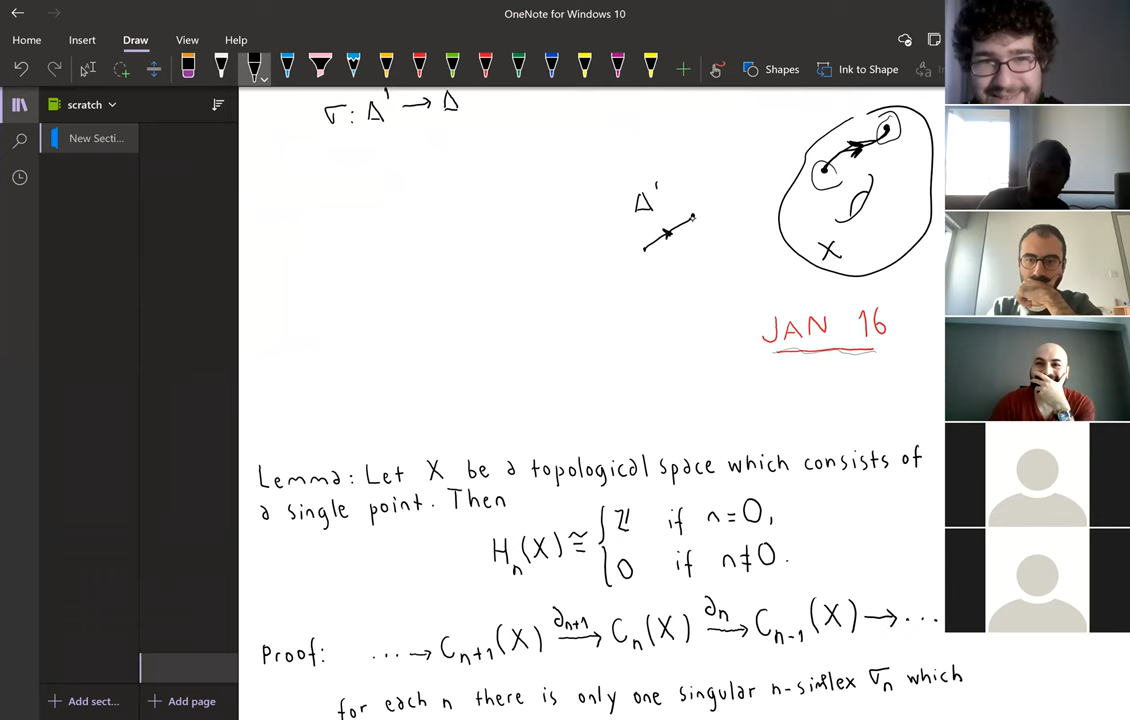 OneNote for Windows 10
Home Insert Draw View Help
Shapes Ink to Shape Ink
scratch
New Secti...
σ: Δ¹ → Δ
Δ¹
X
JAN 16
Lemma: Let X be a topological space which consists of
a single point. Then
Hₙ(X) ≅ { ℤ if n = 0,
0 if n ≠ 0.
Proof: ... → Cₙ₊₁(X) —∂ₙ₊₁→ Cₙ(X) —∂ₙ→ Cₙ₋₁(X) → ...
for each n there is only one singular n-simplex σₙ which
Add sect... Add page